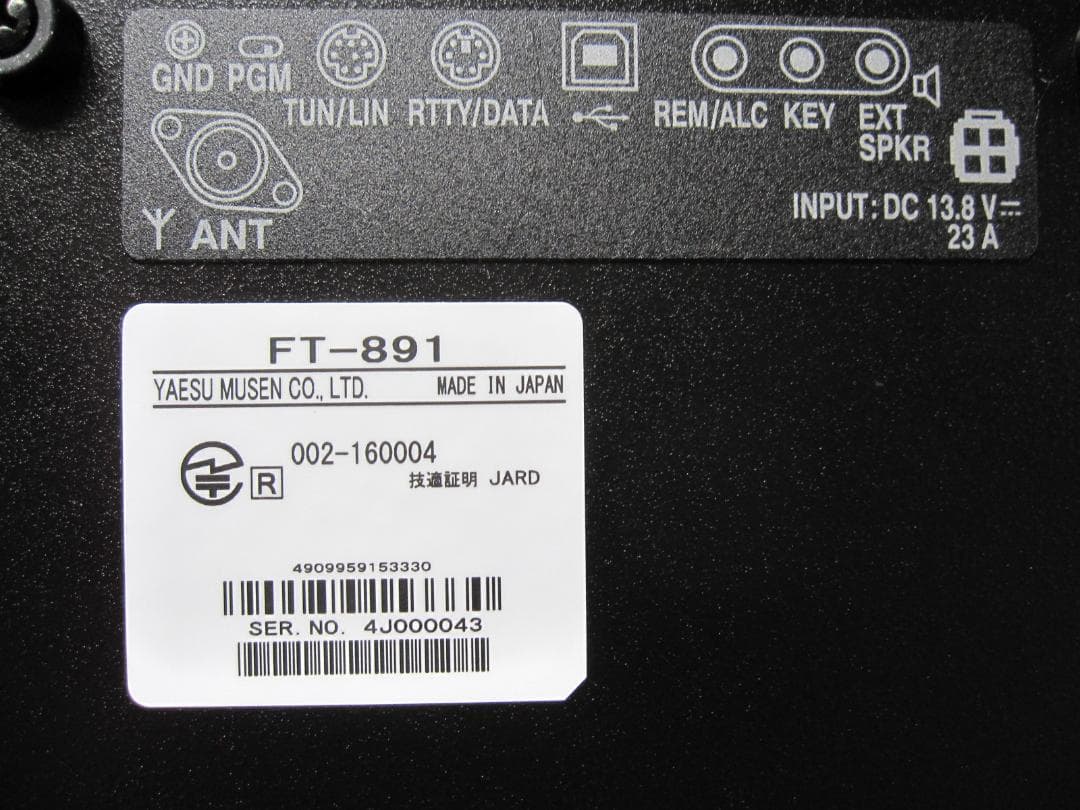 GND PGM TUN/LIN RTTY/DATA REM/ALC KEY EXT SPKR
ANT
INPUT: DC 13.8 V⎓
23 A
FT-891
YAESU MUSEN CO., LTD. MADE IN JAPAN
R 002-160004
技適証明 JARD
4909959153330
SER. NO. 4J000043